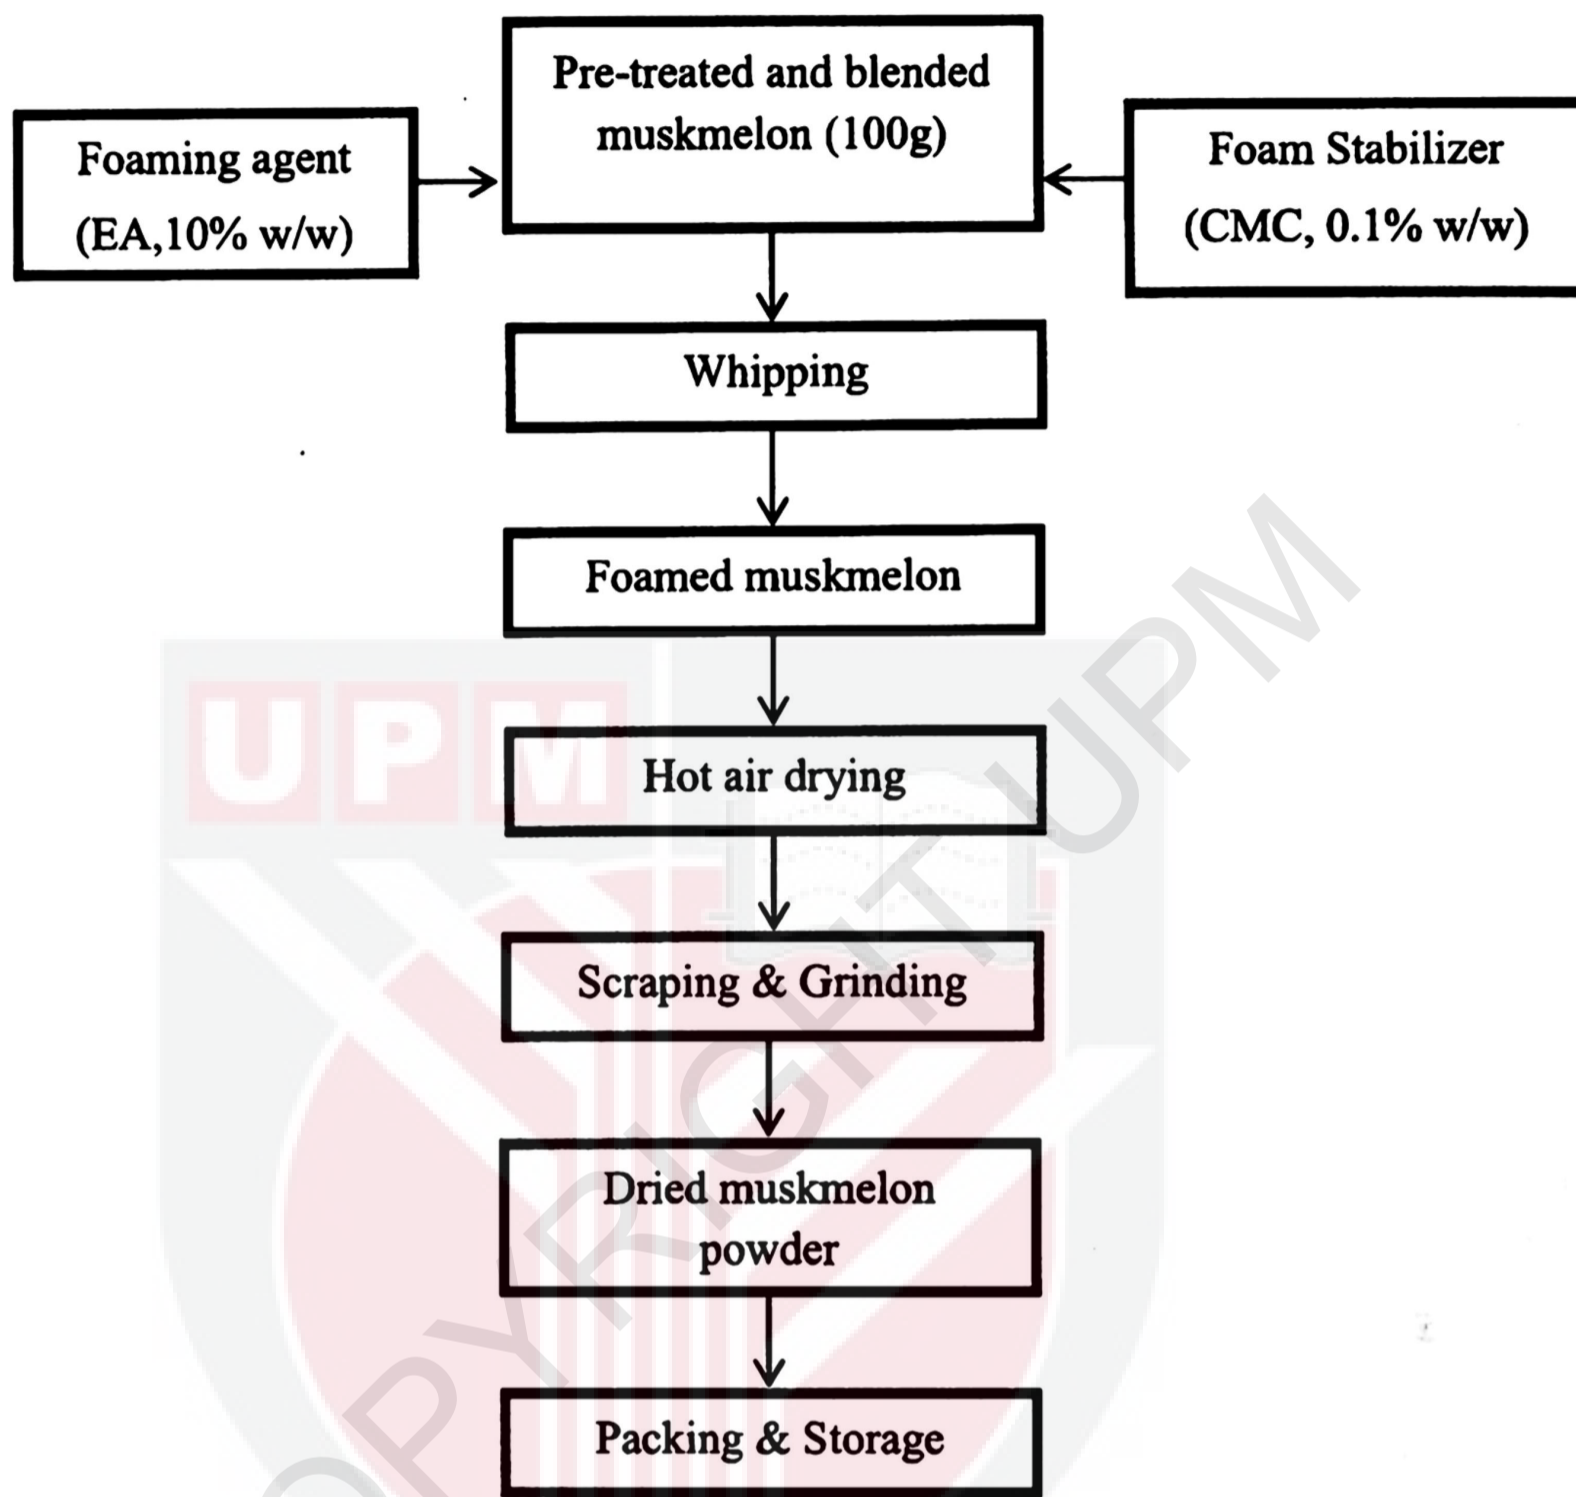 Pre-treated and blended
muskmelon (100g)
Foaming agent
(EA,10% w/w)
Foam Stabilizer
(CMC, 0.1% w/w)
Whipping
Foamed muskmelon
UPM
Hot air drying
Scraping & Grinding
Dried muskmelon
powder
Packing & Storage
OPYRIGHT UPM